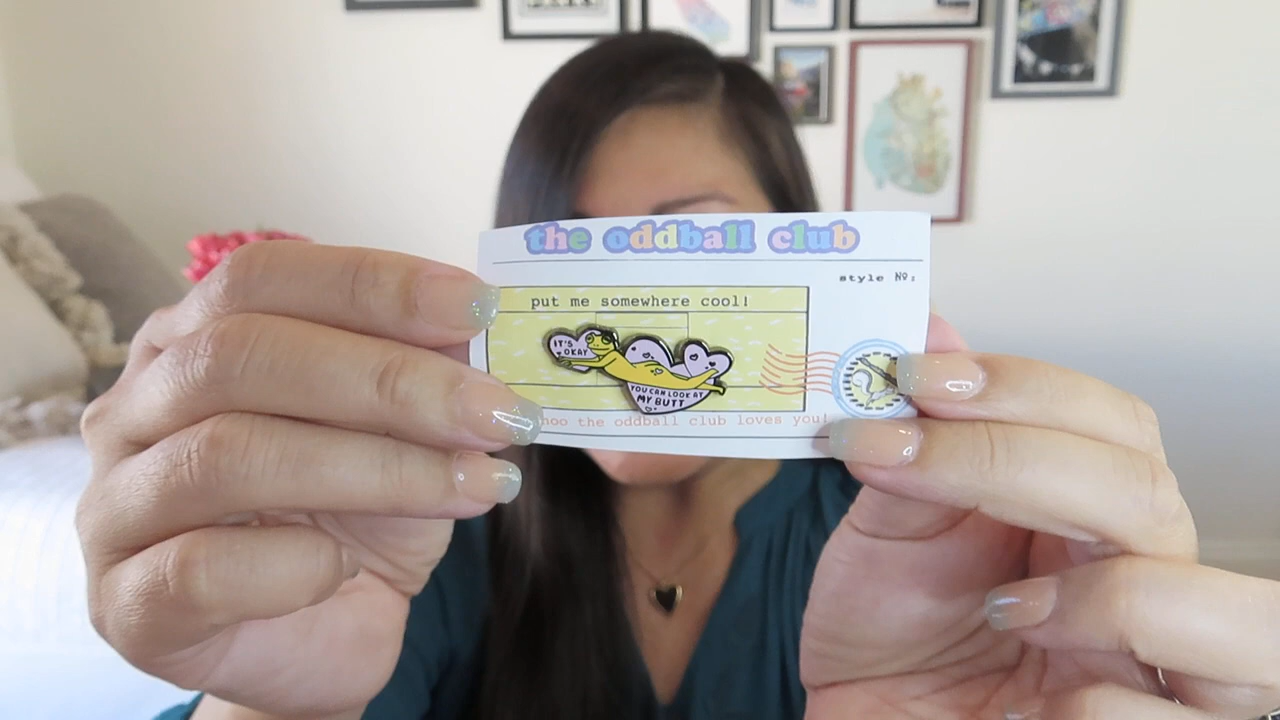 the oddball club
style Nº:
put me somewhere cool!
IT'S
OKAY
YOU CAN LOOK AT
MY BUTT
hoo the oddball club loves you!